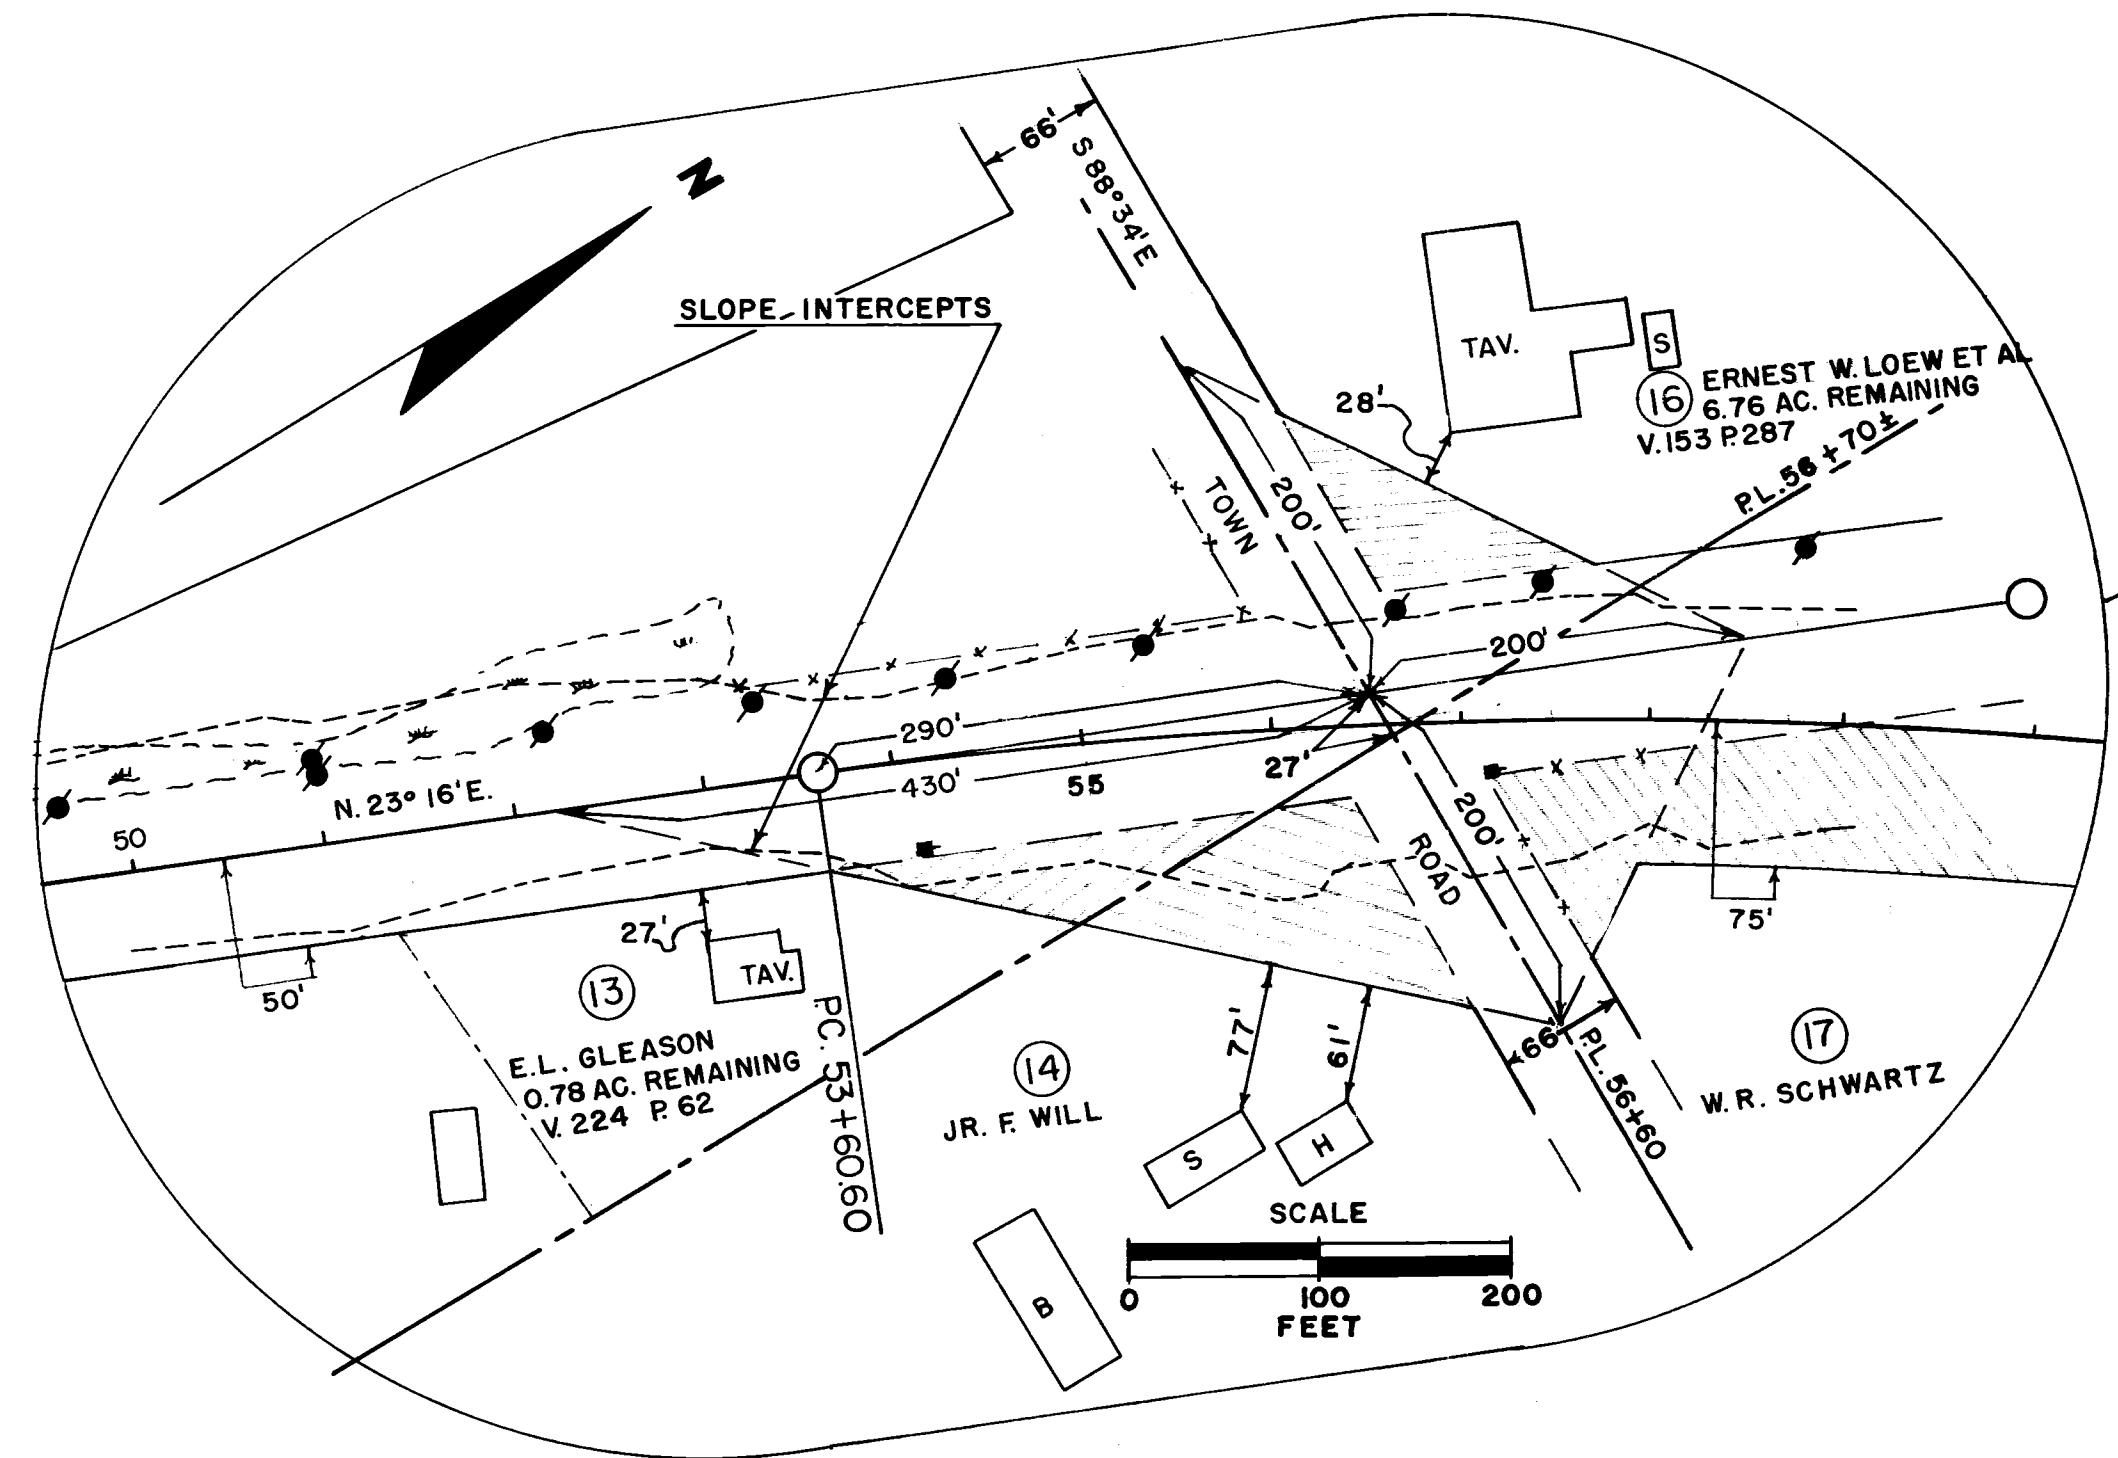 66'
S 88° 34' E
N
SLOPE INTERCEPTS
TAV.
S
28'
16
ERNEST W. LOEW ET AL
6.76 AC. REMAINING
V. 153 P. 287
P.L. 56 + 70 ±
TOWN
200'
200'
290'
430'
N. 23° 16' E.
50
55
27'
200'
ROAD
75'
27'
TAV.
50'
13
E.L. GLEASON
0.78 AC. REMAINING
V. 224 P. 62
P.C. 53+60.60
14
JR. F. WILL
77'
61'
66'
P.L. 56+60
17
W. R. SCHWARTZ
S
H
B
SCALE
0 100 200
FEET